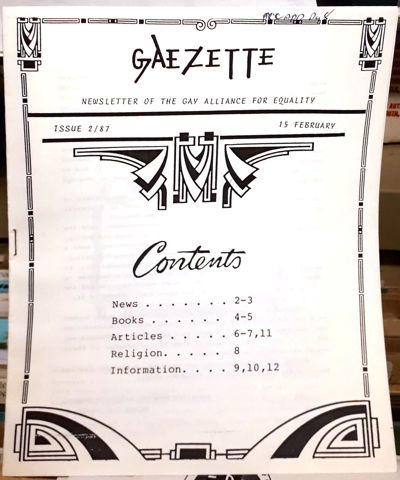 GAEZETTE
NEWSLETTER OF THE GAY ALLIANCE FOR EQUALITY
ISSUE 2/87 15 FEBRUARY
Contents
News . . . . . . . 2-3
Books . . . . . . . 4-5
Articles . . . . . 6-7,11
Religion. . . . . 8
Information. . . . 9,10,12